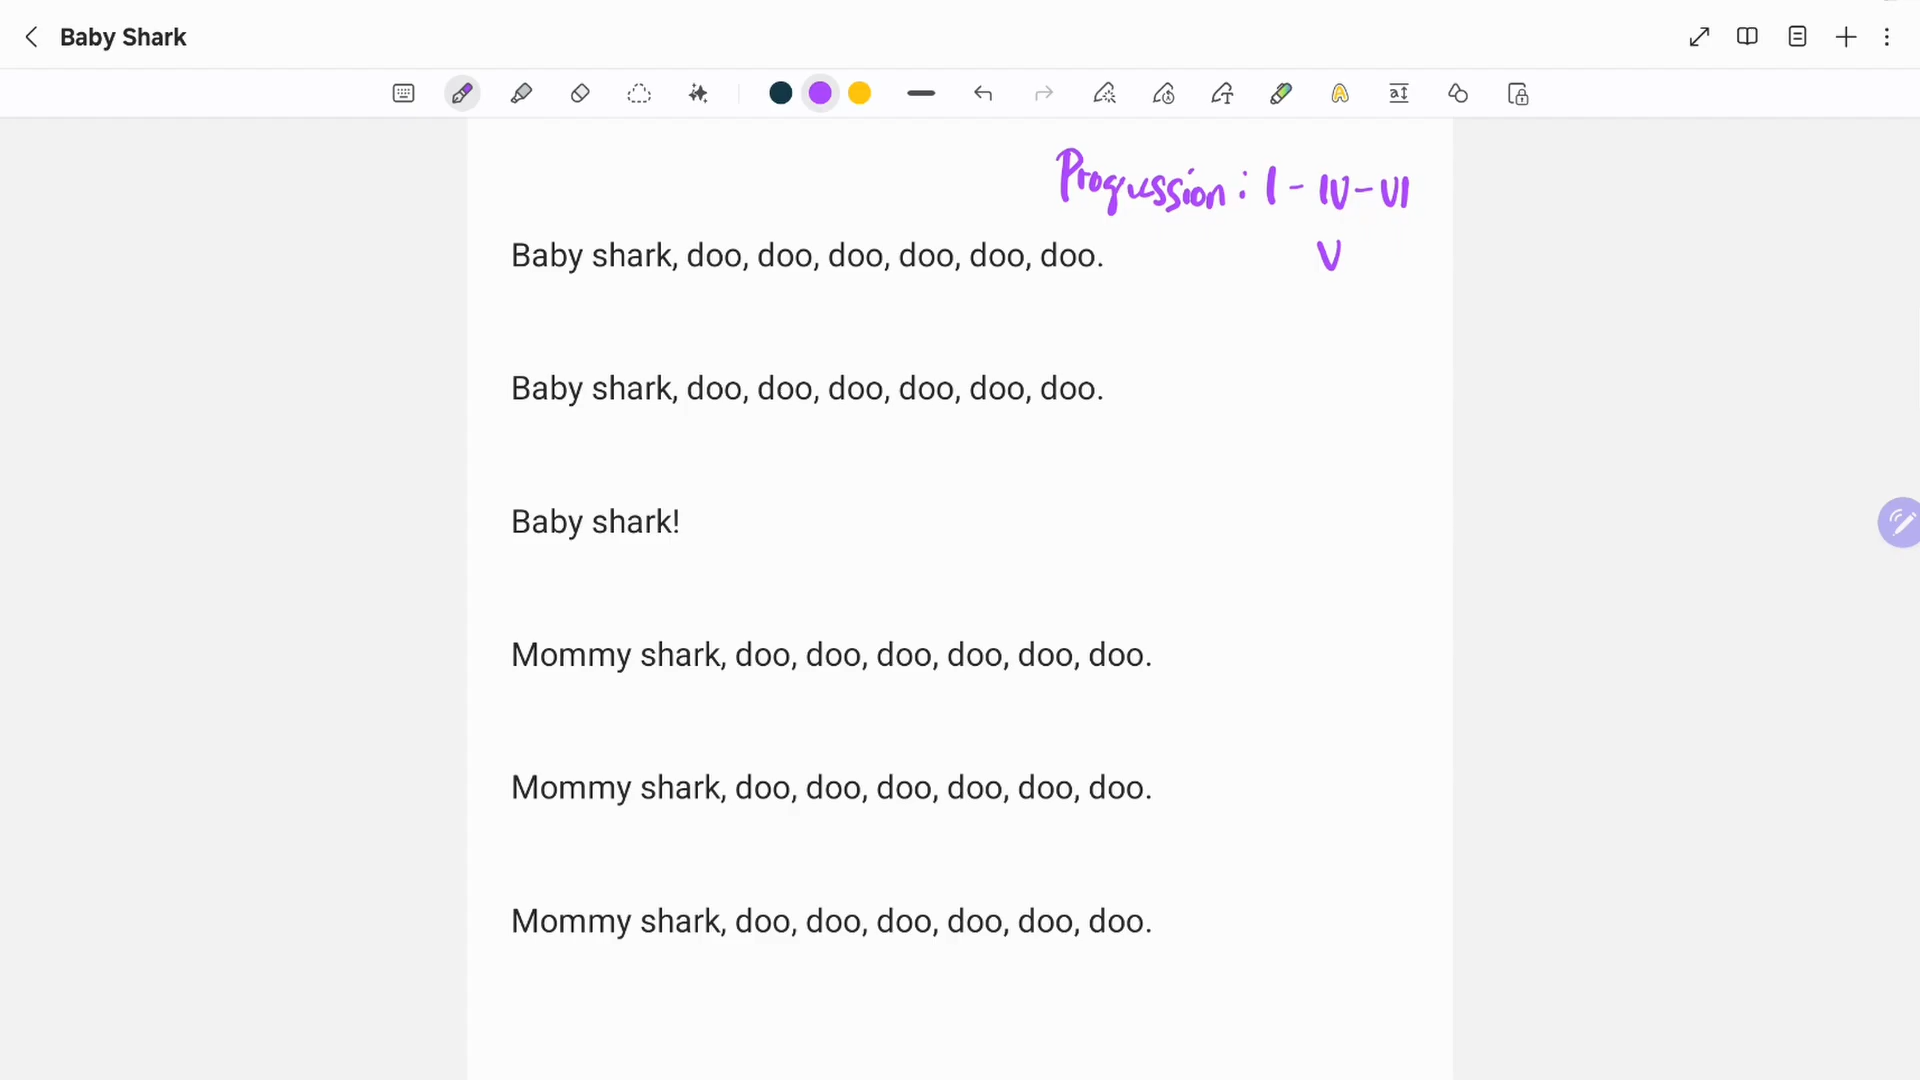 Baby Shark
Progression: I - IV - VI
V
Baby shark, doo, doo, doo, doo, doo, doo.
Baby shark, doo, doo, doo, doo, doo, doo.
Baby shark!
Mommy shark, doo, doo, doo, doo, doo, doo.
Mommy shark, doo, doo, doo, doo, doo, doo.
Mommy shark, doo, doo, doo, doo, doo, doo.